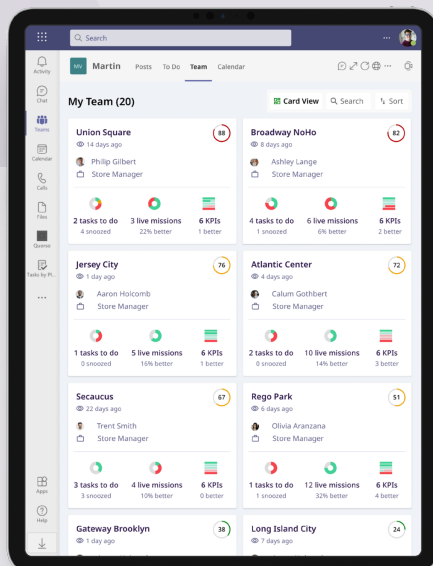 Search
...
Activity
Chat
Teams
Calendar
Calls
Files
Quorso
Tasks by Pl...
...
Apps
Help
MV Martin Posts To Do Team Calendar ...
My Team (20) Card View Search Sort
Union Square 88
14 days ago
Philip Gilbert
Store Manager
2 tasks to do 3 live missions 6 KPIs
4 snoozed 22% better 1 better
Broadway NoHo 82
8 days ago
Ashley Lange
Store Manager
4 tasks to do 6 live missions 6 KPIs
1 snoozed 6% better 2 better
Jersey City 76
1 day ago
Aaron Holcomb
Store Manager
1 tasks to do 5 live missions 6 KPIs
0 snoozed 16% better 1 better
Atlantic Center 72
4 days ago
Calum Gothbert
Store Manager
2 tasks to do 10 live missions 6 KPIs
0 snoozed 14% better 3 better
Secaucus 67
22 days ago
Trent Smith
Store Manager
3 tasks to do 4 live missions 6 KPIs
3 snoozed 10% better 0 better
Rego Park 51
6 days ago
Olivia Aranzana
Store Manager
1 tasks to do 12 live missions 6 KPIs
1 snoozed 32% better 4 better
Gateway Brooklyn 38
1 day ago
Long Island City 24
7 days ago